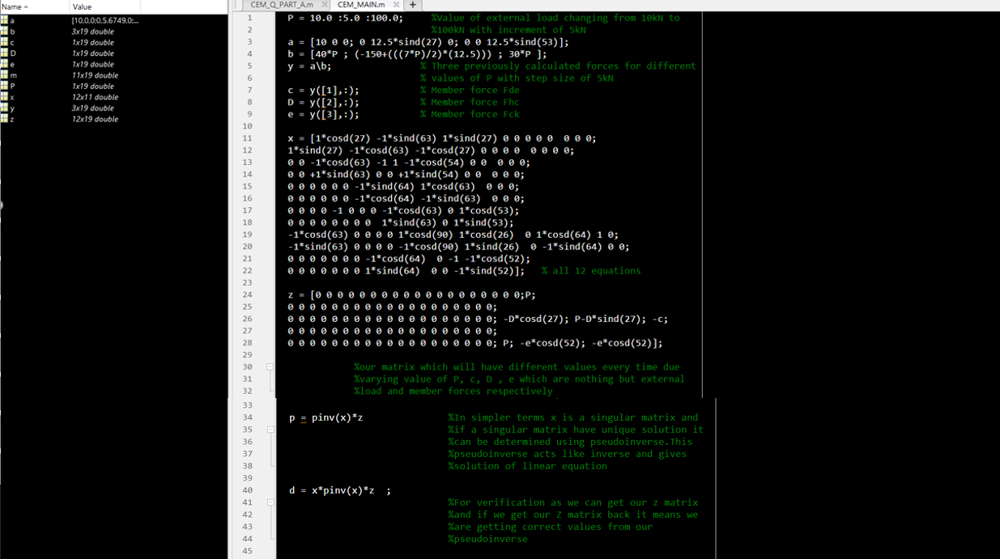 Name Value
a [10,0,0;0,5.6749,0;...
b 3x19 double
c 1x19 double
D 1x19 double
e 1x19 double
m 11x19 double
P 1x19 double
x 12x11 double
y 3x19 double
z 12x19 double
CEM_Q_PART_A.m CEM_MAIN.m
1 P = 10.0 :5.0 :100.0; %Value of external load changing from 10kN to
2 %100kN with increment of 5kN
3 a = [10 0 0; 0 12.5*sind(27) 0; 0 0 12.5*sind(53)];
4 b = [40*P ; (-150+(((7*P)/2)*(12.5))) ; 30*P ];
5 y = a\b; % Three previously calculated forces for different
6 % values of P with step size of 5kN
7 c = y([1],:); % Member force Fde
8 D = y([2],:); % Member force Fhc
9 e = y([3],:); % Member force Fck
10
11 x = [1*cosd(27) -1*sind(63) 1*sind(27) 0 0 0 0 0 0 0 0;
12 1*sind(27) -1*cosd(63) -1*cosd(27) 0 0 0 0 0 0 0 0;
13 0 0 -1*cosd(63) -1 1 -1*cosd(54) 0 0 0 0 0;
14 0 0 +1*sind(63) 0 0 +1*sind(54) 0 0 0 0 0;
15 0 0 0 0 0 0 -1*sind(64) 1*cosd(63) 0 0 0;
16 0 0 0 0 0 0 -1*cosd(64) -1*sind(63) 0 0 0;
17 0 0 0 0 -1 0 0 0 -1*cosd(63) 0 1*cosd(53);
18 0 0 0 0 0 0 0 0 1*sind(63) 0 1*sind(53);
19 -1*cosd(63) 0 0 0 0 1*cosd(90) 1*cosd(26) 0 1*cosd(64) 1 0;
20 -1*sind(63) 0 0 0 0 -1*cosd(90) 1*sind(26) 0 -1*sind(64) 0 0;
21 0 0 0 0 0 0 0 -1*cosd(64) 0 -1 -1*cosd(52);
22 0 0 0 0 0 0 0 1*sind(64) 0 0 -1*sind(52)]; % all 12 equations
23
24 z = [0 0 0 0 0 0 0 0 0 0 0 0 0 0 0 0 0 0 0;P;
25 0 0 0 0 0 0 0 0 0 0 0 0 0 0 0 0 0 0 0;
26 0 0 0 0 0 0 0 0 0 0 0 0 0 0 0 0 0 0 0; -D*cosd(27); P-D*sind(27); -c;
27 0 0 0 0 0 0 0 0 0 0 0 0 0 0 0 0 0 0 0;
28 0 0 0 0 0 0 0 0 0 0 0 0 0 0 0 0 0 0 0; P; -e*cosd(52); -e*cosd(52)];
29
30 %our matrix which will have different values every time due
31 %varying value of P, c, D , e which are nothing but external
32 %load and member forces respectively
33
34 p = pinv(x)*z %In simpler terms x is a singular matrix and
35 %if a singular matrix have unique solution it
36 %can be determined using pseudoinverse.This
37 %pseudoinverse acts like inverse and gives
38 %solution of linear equation
39
40 d = x*pinv(x)*z ;
41 %For verification as we can get our z matrix
42 %and if we get our Z matrix back it means we
43 %are getting correct values from our
44 %pseudoinverse
45